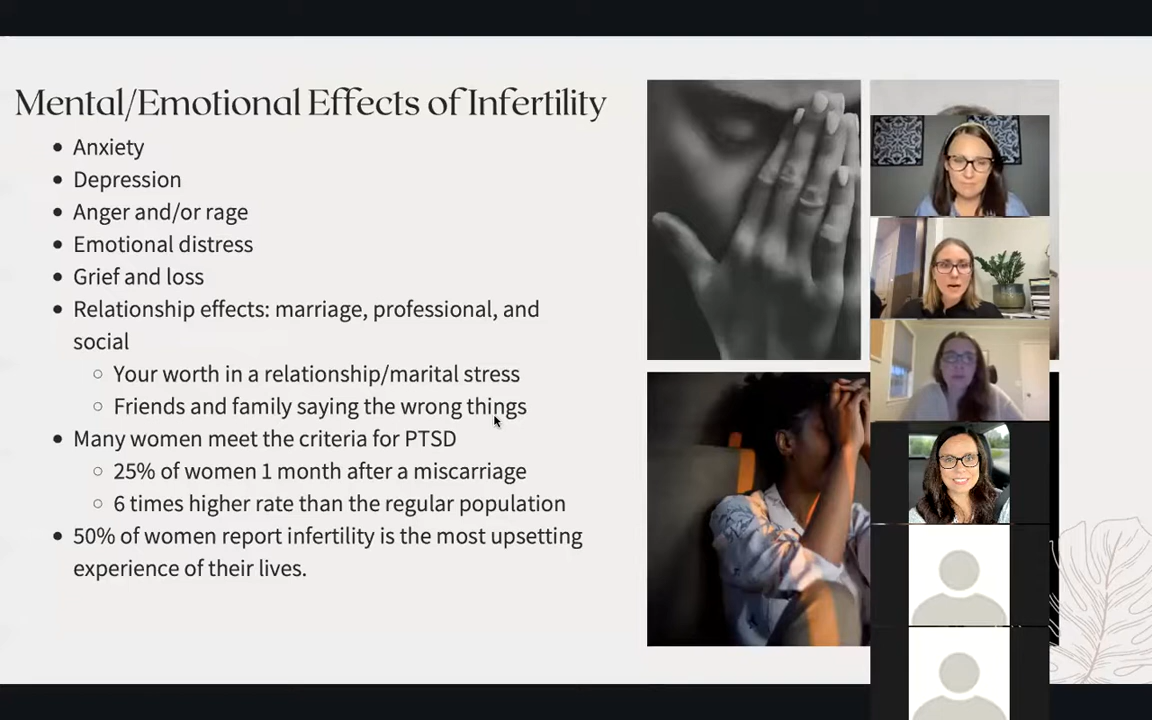 Mental/Emotional Effects of Infertility
Anxiety
Depression
Anger and/or rage
Emotional distress
Grief and loss
Relationship effects: marriage, professional, and
social
Your worth in a relationship/marital stress
Friends and family saying the wrong things
Many women meet the criteria for PTSD
25% of women 1 month after a miscarriage
6 times higher rate than the regular population
50% of women report infertility is the most upsetting
experience of their lives.